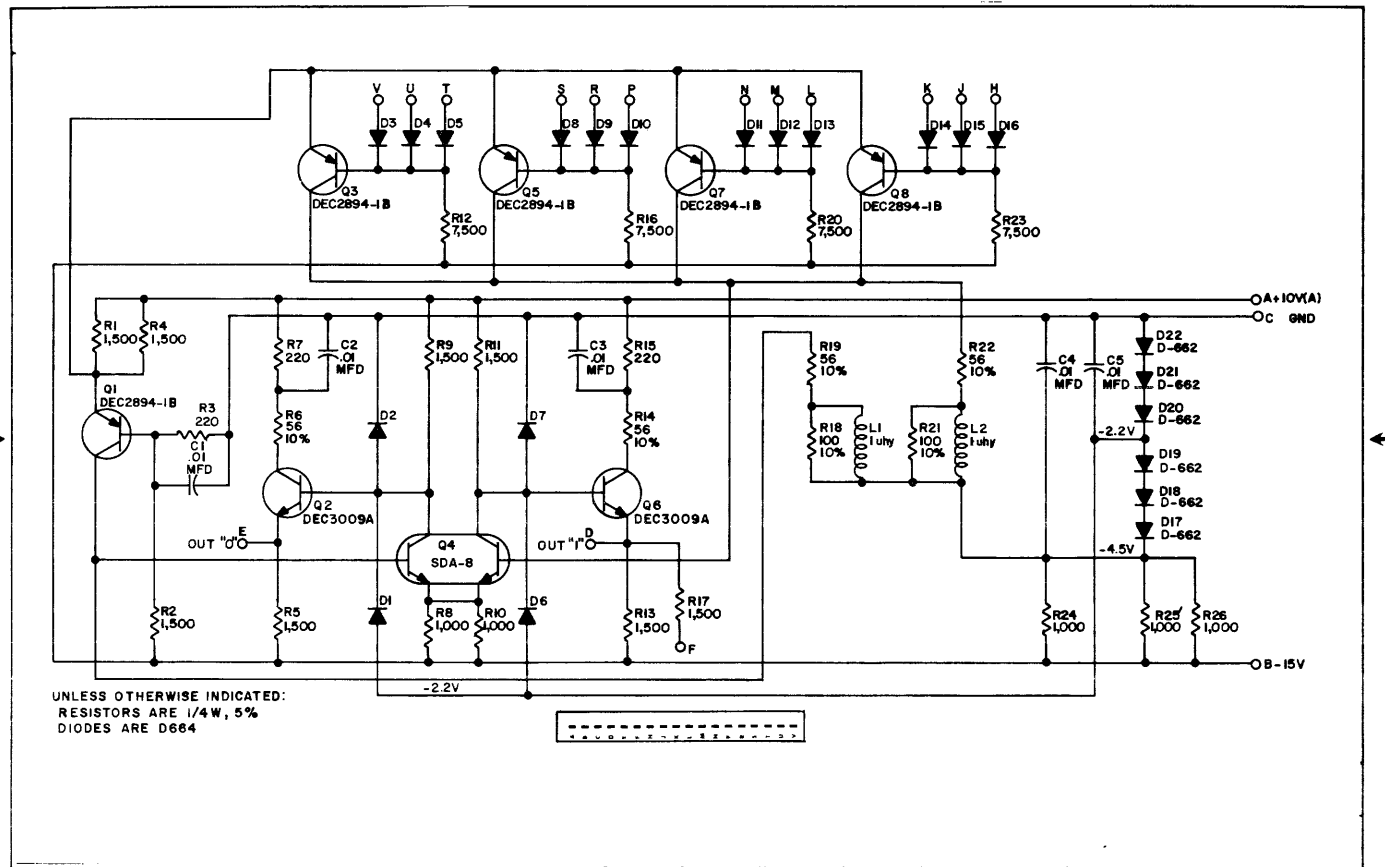 V U T
S R P
N M L
K J H
D3 D4 D5
D8 D9 D10
D11 D12 D13
D14 D15 D16
Q3
DEC2894-1B
Q5
DEC2894-1B
Q7
DEC2894-1B
Q8
DEC2894-1B
R12
7,500
R16
7,500
R20
7,500
R23
7,500
A+10V(A)
C GND
R1
1,500
R4
1,500
R7
220
C2
.01
MFD
R9
1,500
R11
1,500
C3
.01
MFD
R15
220
R19
56
10%
R22
56
10%
C4
.01
MFD
C5
.01
MFD
D22
D-662
D21
D-662
D20
D-662
-2.2V
D19
D-662
D18
D-662
D17
D-662
-4.5V
Q1
DEC2894-1B
R3
220
C1
.01
MFD
R6
56
10%
D2
D7
R14
56
10%
R18
100
10%
L1
1uhy
R21
100
10%
L2
1uhy
Q2
DEC3009A
Q6
DEC3009A
OUT "0" E
Q4
SDA-8
OUT "1" D
R2
1,500
R5
1,500
D1
R8
1,000
R10
1,000
D6
R13
1,500
R17
1,500
F
R24
1,000
R25
1,000
R26
1,000
B-15V
-2.2V
UNLESS OTHERWISE INDICATED:
RESISTORS ARE 1/4W, 5%
DIODES ARE D664